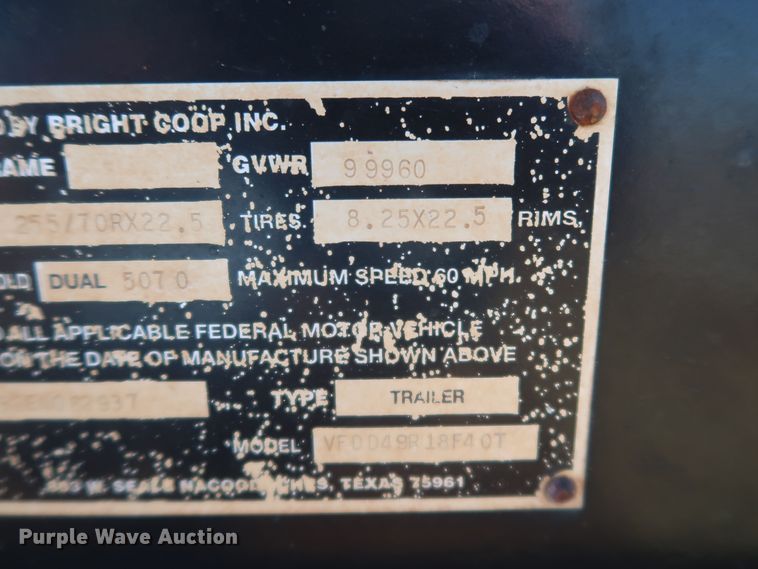 BY BRIGHT COOP INC.
GVWR 99960
255/70RX22.5 TIRES 8.25X22.5 RIMS,
DUAL 5070 MAXIMUM SPEED 60 MPH.
ALL APPLICABLE FEDERAL MOTOR VEHICLE
ON THE DATE OF MANUFACTURE SHOWN ABOVE
TYPE TRAILER
MODEL VFDD49R18F40T
SEALE NACOGDOCHES, TEXAS 75961
Purple Wave Auction